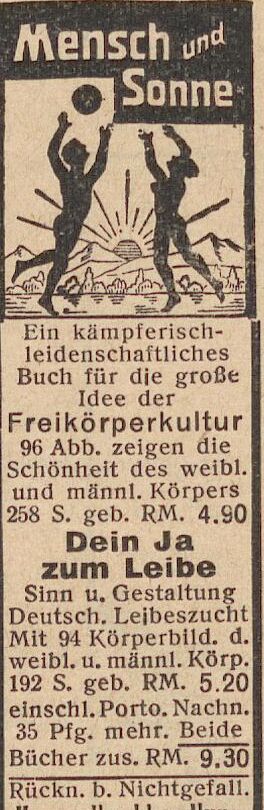 Mensch und
Sonne
Ein kämpferisch-
leidenschaftliches
Buch für die große
Idee der
Freikörperkultur
96 Abb. zeigen die
Schönheit des weibl.
und männl. Körpers
258 S. geb. RM. 4.90
Dein Ja
zum Leibe
Sinn u. Gestaltung
Deutsch. Leibeszucht
Mit 94 Körperbild. d.
weibl. u. männl. Körp.
192 S. geb. RM. 5.20
einschl. Porto. Nachn.
35 Pfg. mehr. Beide
Bücher zus. RM. 9.30
Rückn. b. Nichtgefall.